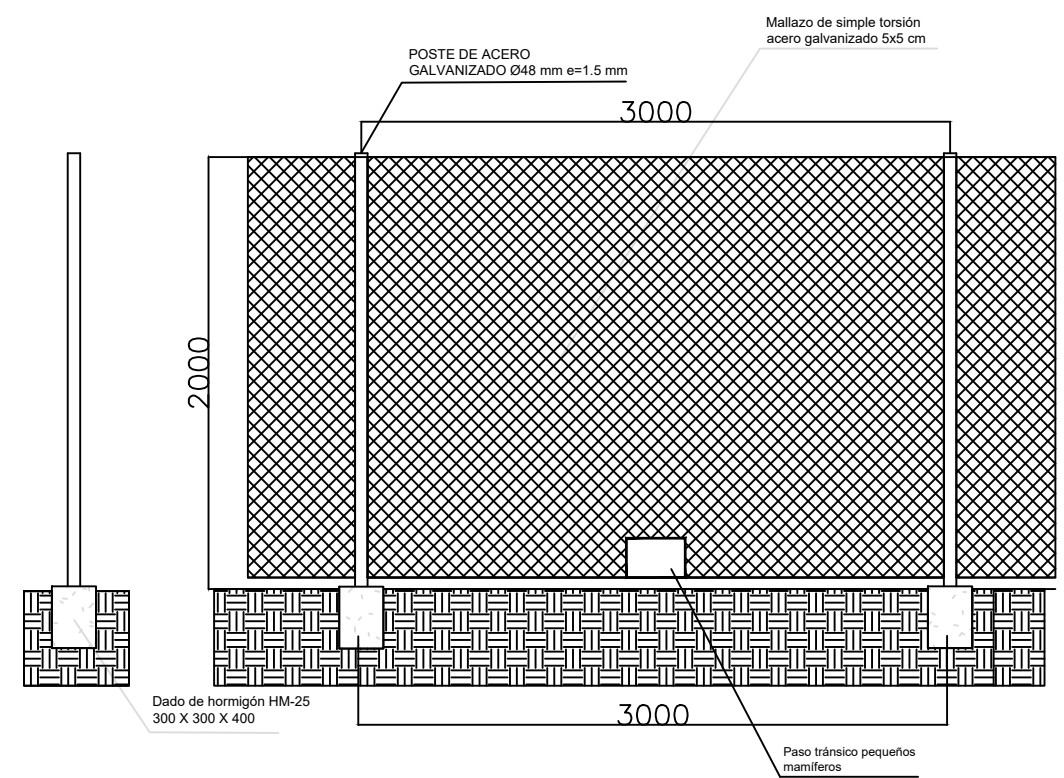 Mallazo de simple torsión
acero galvanizado 5x5 cm
POSTE DE ACERO
GALVANIZADO Ø48 mm e=1.5 mm
3000
2000
Dado de hormigón HM-25
300 X 300 X 400
3000
Paso tránsico pequeños
mamíferos